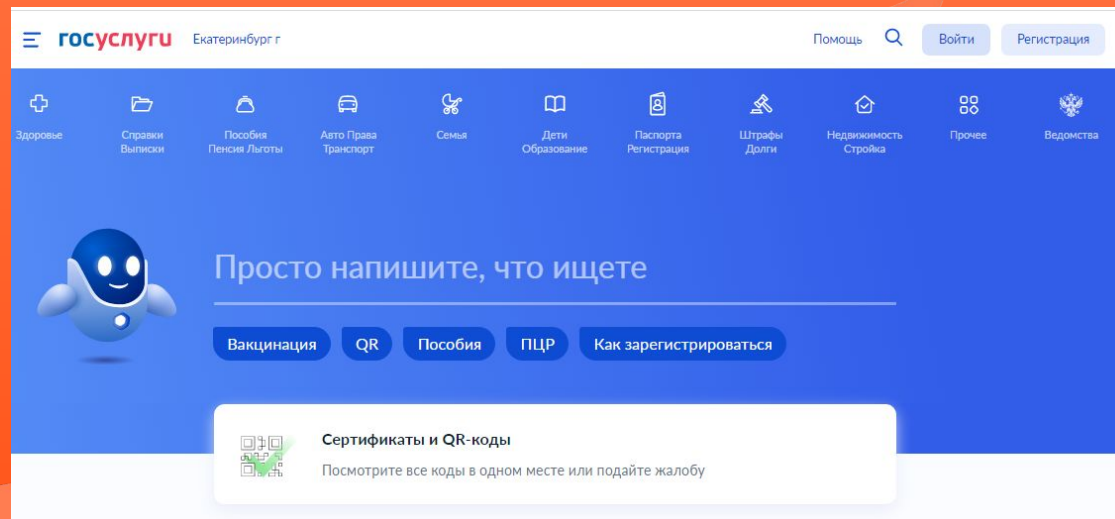 госуслуги Екатеринбург г Помощь Войти Регистрация
Здоровье
Справки
Выписки
Пособия
Пенсия Льготы
Авто Права
Транспорт
Семья
Дети
Образование
Паспорта
Регистрация
Штрафы
Долги
Недвижимость
Стройка
Прочее
Ведомства
Просто напишите, что ищете
Вакцинация QR Пособия ПЦР Как зарегистрироваться
Сертификаты и QR-коды
Посмотрите все коды в одном месте или подайте жалобу